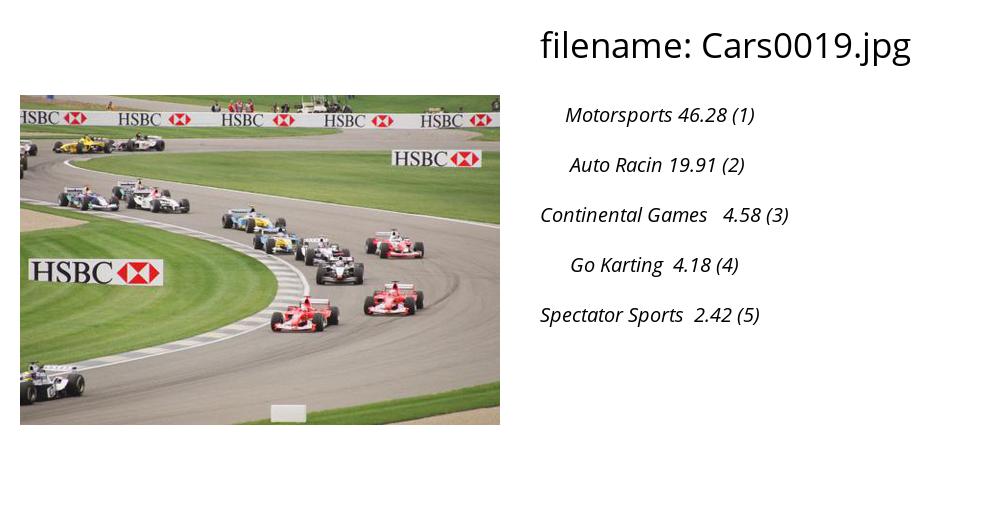 filename: Cars0019.jpg
Motorsports 46.28 (1)
Auto Racin 19.91 (2)
Continental Games 4.58 (3)
Go Karting 4.18 (4)
Spectator Sports 2.42 (5)
HSBC HSBC HSBC HSBC HSBC
HSBC
HSBC